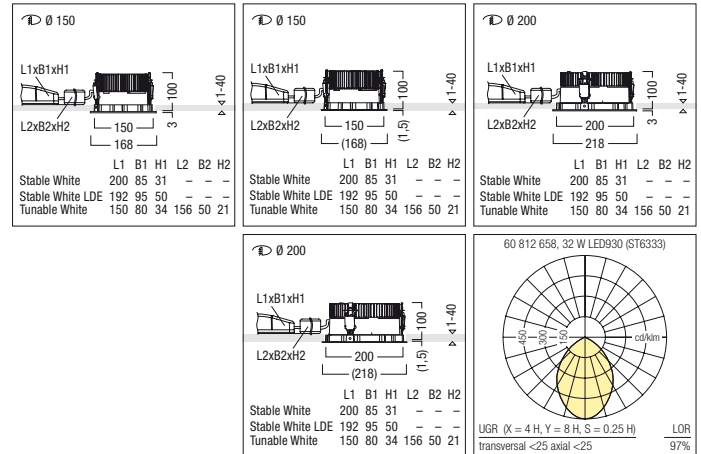 Ø 150
L1xB1xH1
L2xB2xH2
100
1-40
3
150
168
L1 B1 H1 L2 B2 H2
Stable White 200 85 31 – – –
Stable White LDE 192 95 50 – – –
Tunable White 150 80 34 156 50 21
Ø 150
L1xB1xH1
L2xB2xH2
100
1-40
(1,5)
150
(168)
L1 B1 H1 L2 B2 H2
Stable White 200 85 31 – – –
Stable White LDE 192 95 50 – – –
Tunable White 150 80 34 156 50 21
Ø 200
L1xB1xH1
L2xB2xH2
100
1-40
3
200
218
L1 B1 H1 L2 B2 H2
Stable White 200 85 31 – – –
Stable White LDE 192 95 50 – – –
Tunable White 150 80 34 156 50 21
Ø 200
L1xB1xH1
L2xB2xH2
100
1-40
(1,5)
200
(218)
L1 B1 H1 L2 B2 H2
Stable White 200 85 31 – – –
Stable White LDE 192 95 50 – – –
Tunable White 150 80 34 156 50 21
60 812 658, 32 W LED930 (ST6333)
450 300 150 cd/klm
UGR (X = 4 H, Y = 8 H, S = 0.25 H) LOR
transversal <25 axial <25 97%